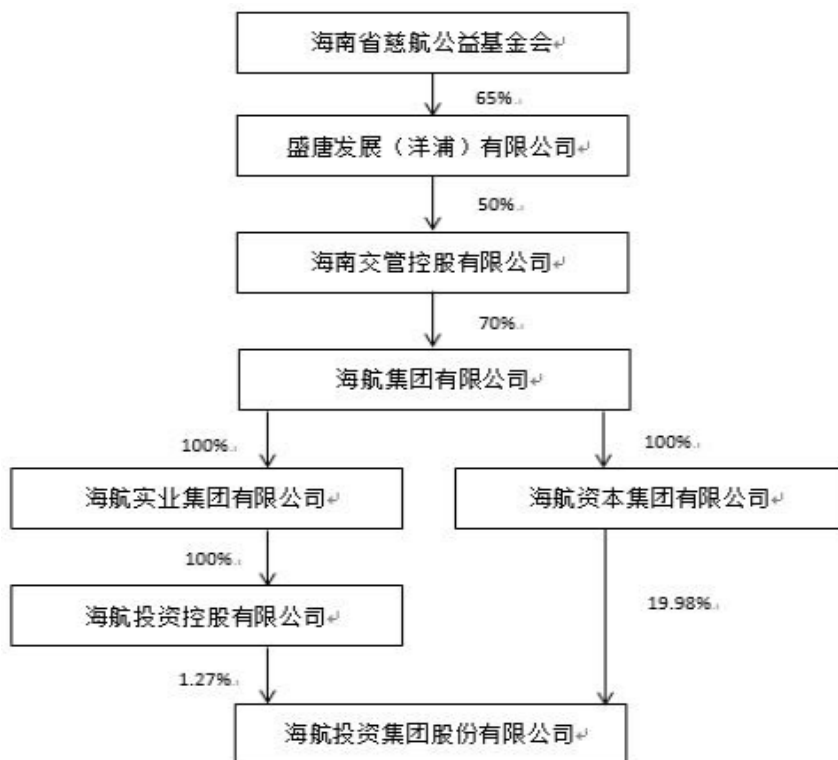 海南省慈航公益基金会
65%
盛唐发展（洋浦）有限公司
50%
海南交管控股有限公司
70%
海航集团有限公司
100%
100%
海航实业集团有限公司
海航资本集团有限公司
100%
海航投资控股有限公司
19.98%
1.27%
海航投资集团股份有限公司